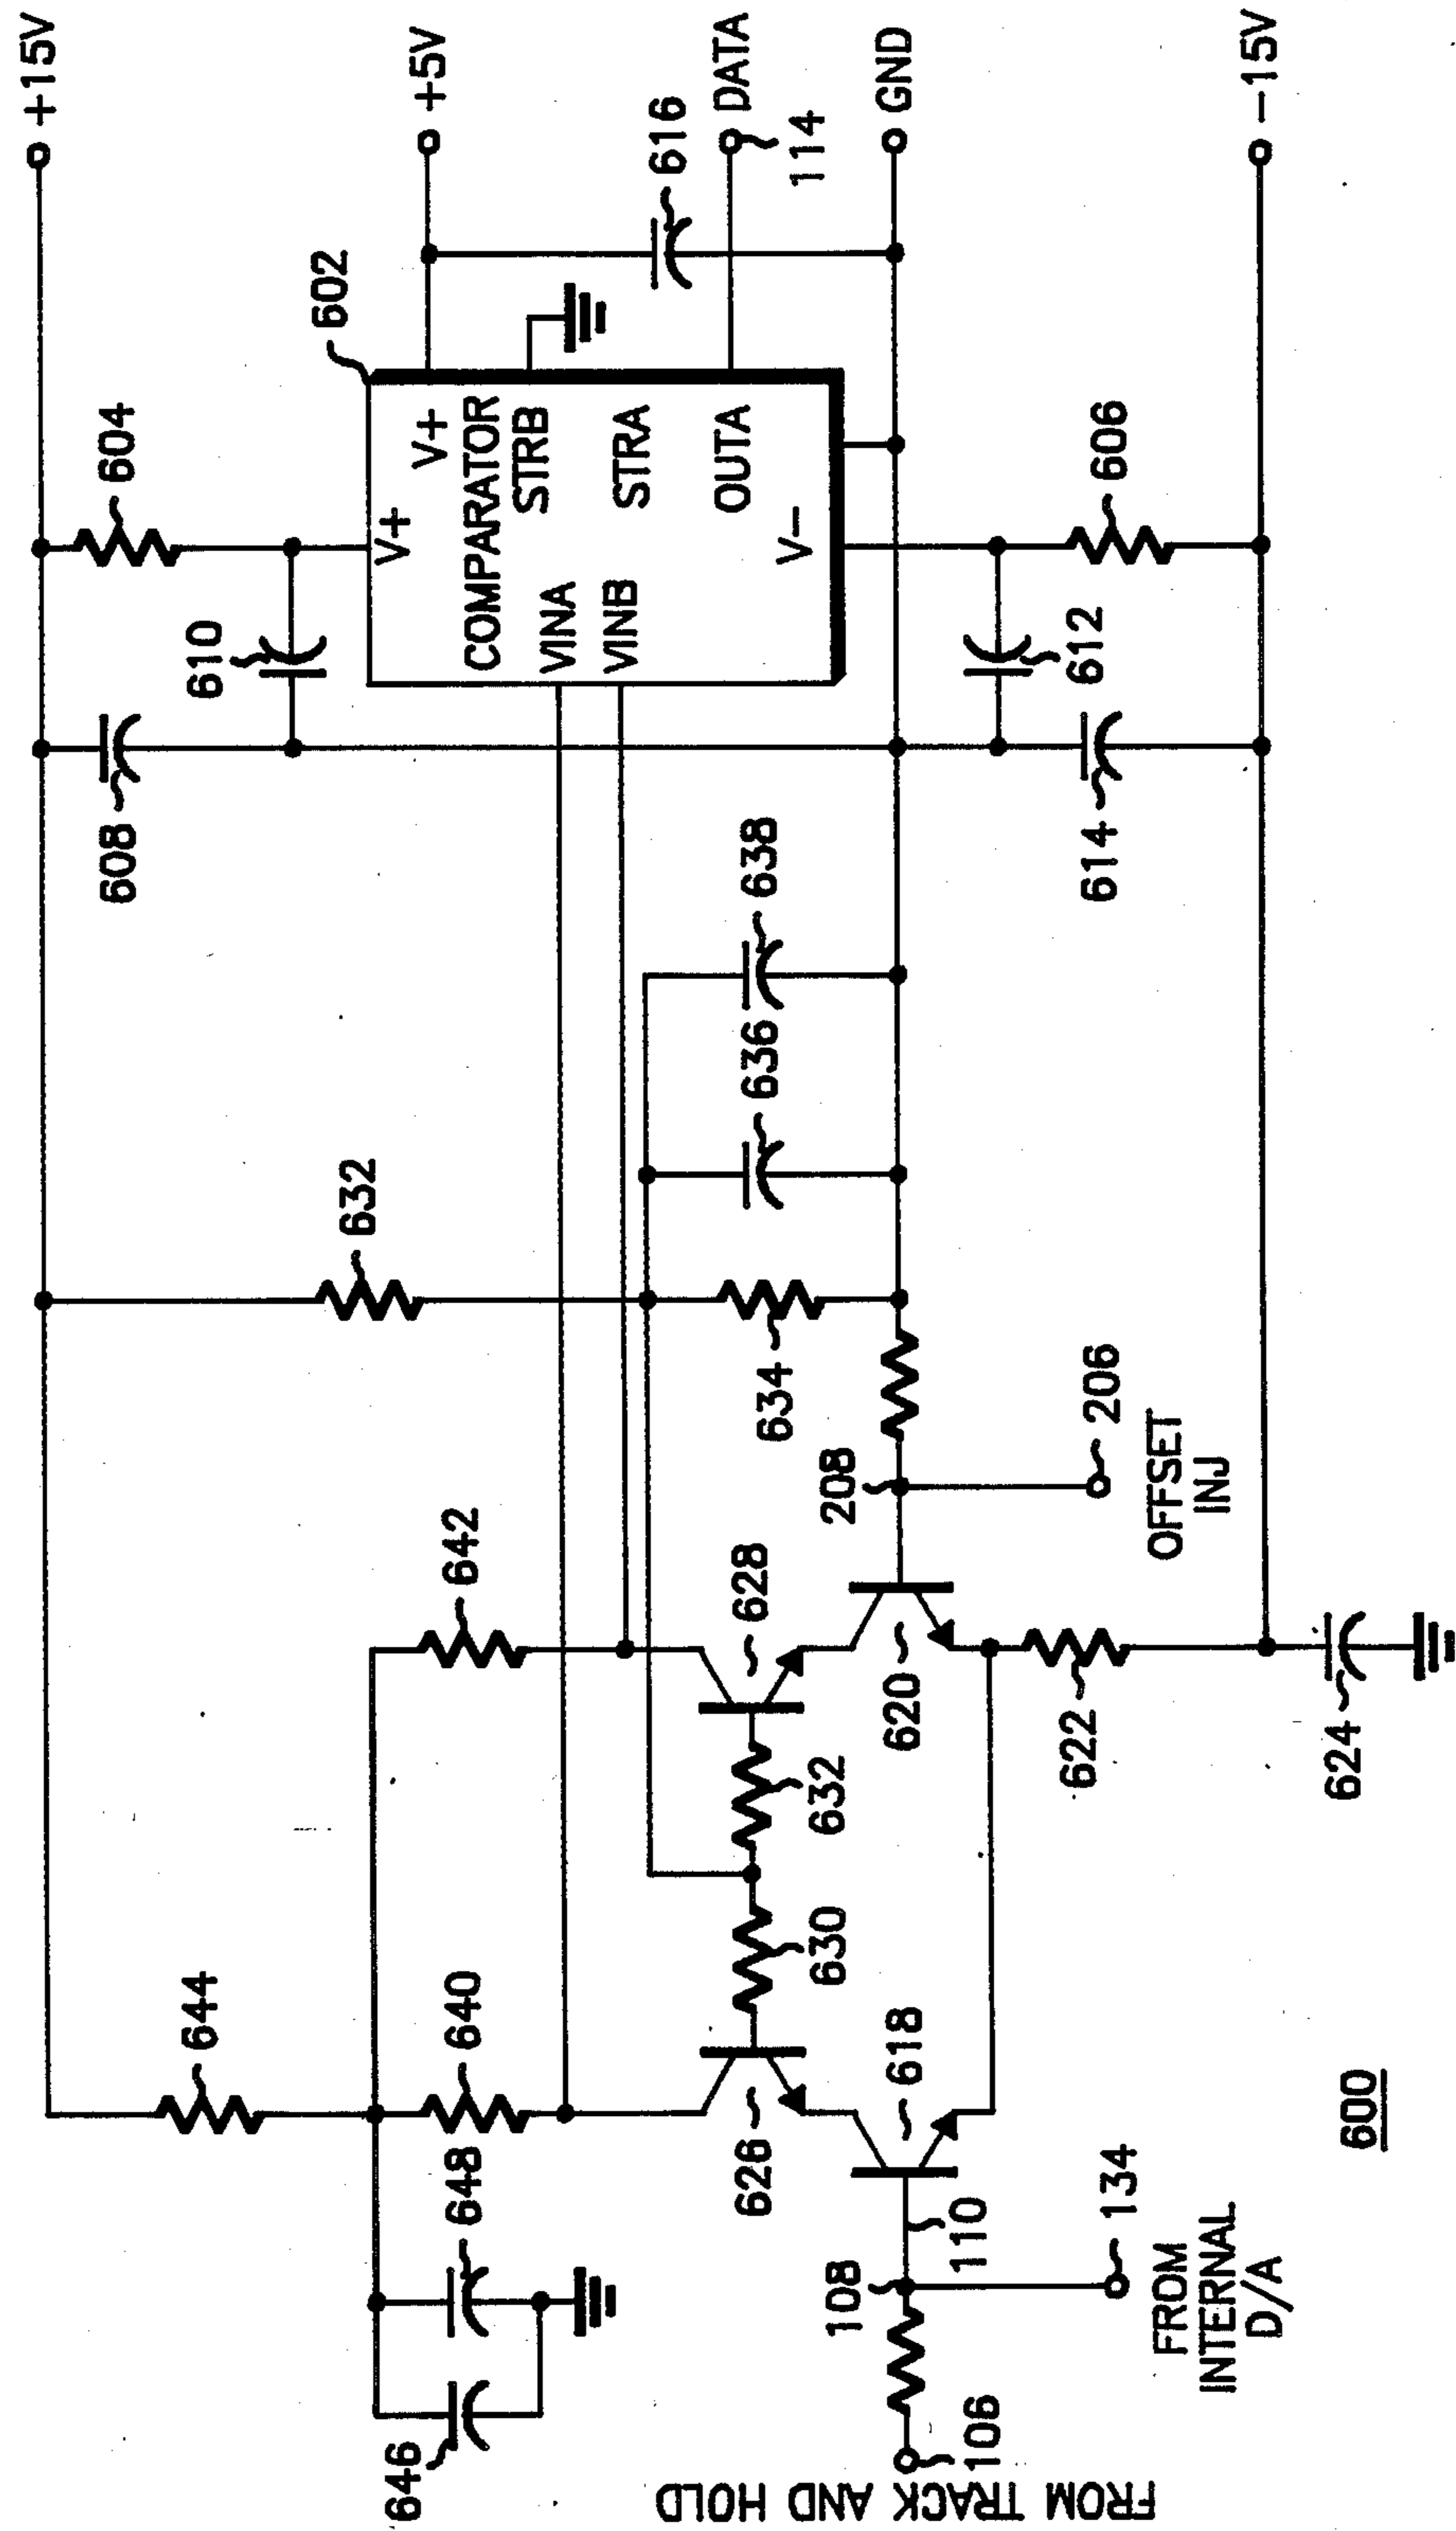 +15V
644
632
608
604
602
+5V
642
610
V+
V+
COMPARATOR
STRB
646
648
640
VINA
VINB
STRA
616
626
630
632
628
636
638
OUTA
DATA
114
V-
634
FROM TRACK AND HOLD
106
108
110
618
620
208
GND
FROM
INTERNAL
D/A
134
622
OFFSET
INJ
206
614
612
606
-15V
624
600